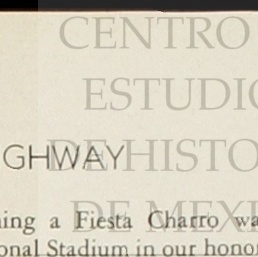 CENTRO
ESTUDIO
DE HISTO
GHWAY
DE MEXI
ning a Fiesta Charro wa
onal Stadium in our honor